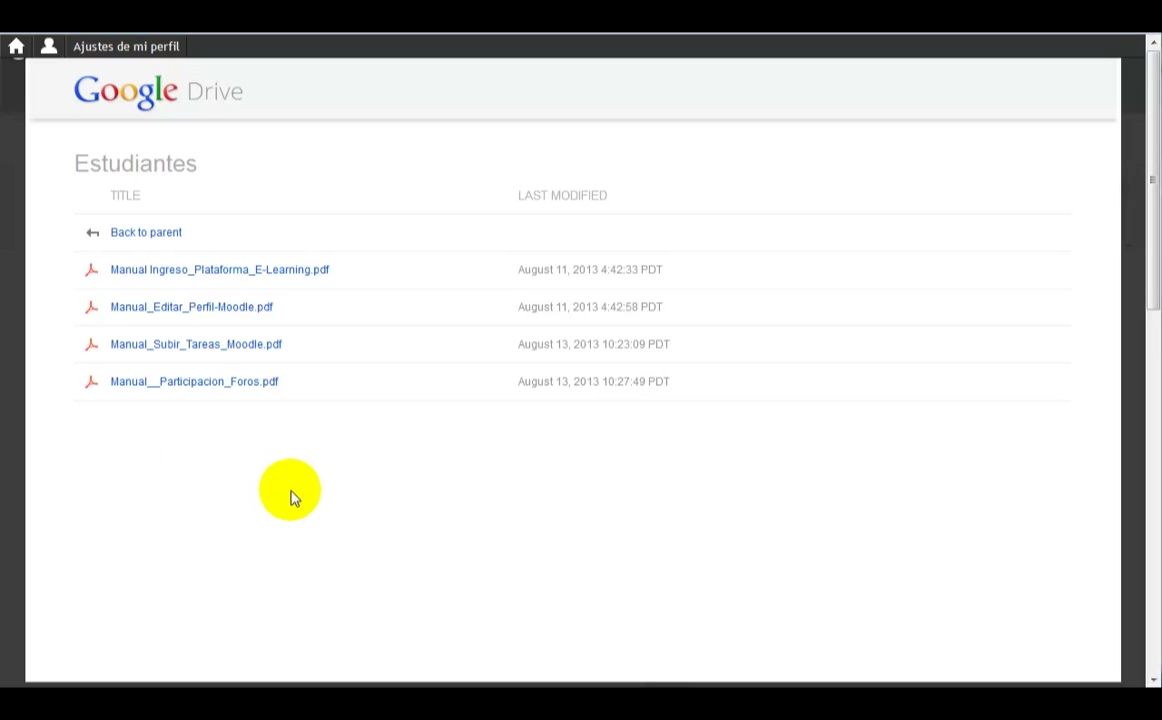 Ajustes de mi perfil
Google Drive
Estudiantes
TITLE LAST MODIFIED
Back to parent
Manual Ingreso_Plataforma_E-Learning.pdf August 11, 2013 4:42:33 PDT
Manual_Editar_Perfil-Moodle.pdf August 11, 2013 4:42:58 PDT
Manual_Subir_Tareas_Moodle.pdf August 13, 2013 10:23:09 PDT
Manual__Participacion_Foros.pdf August 13, 2013 10:27:49 PDT